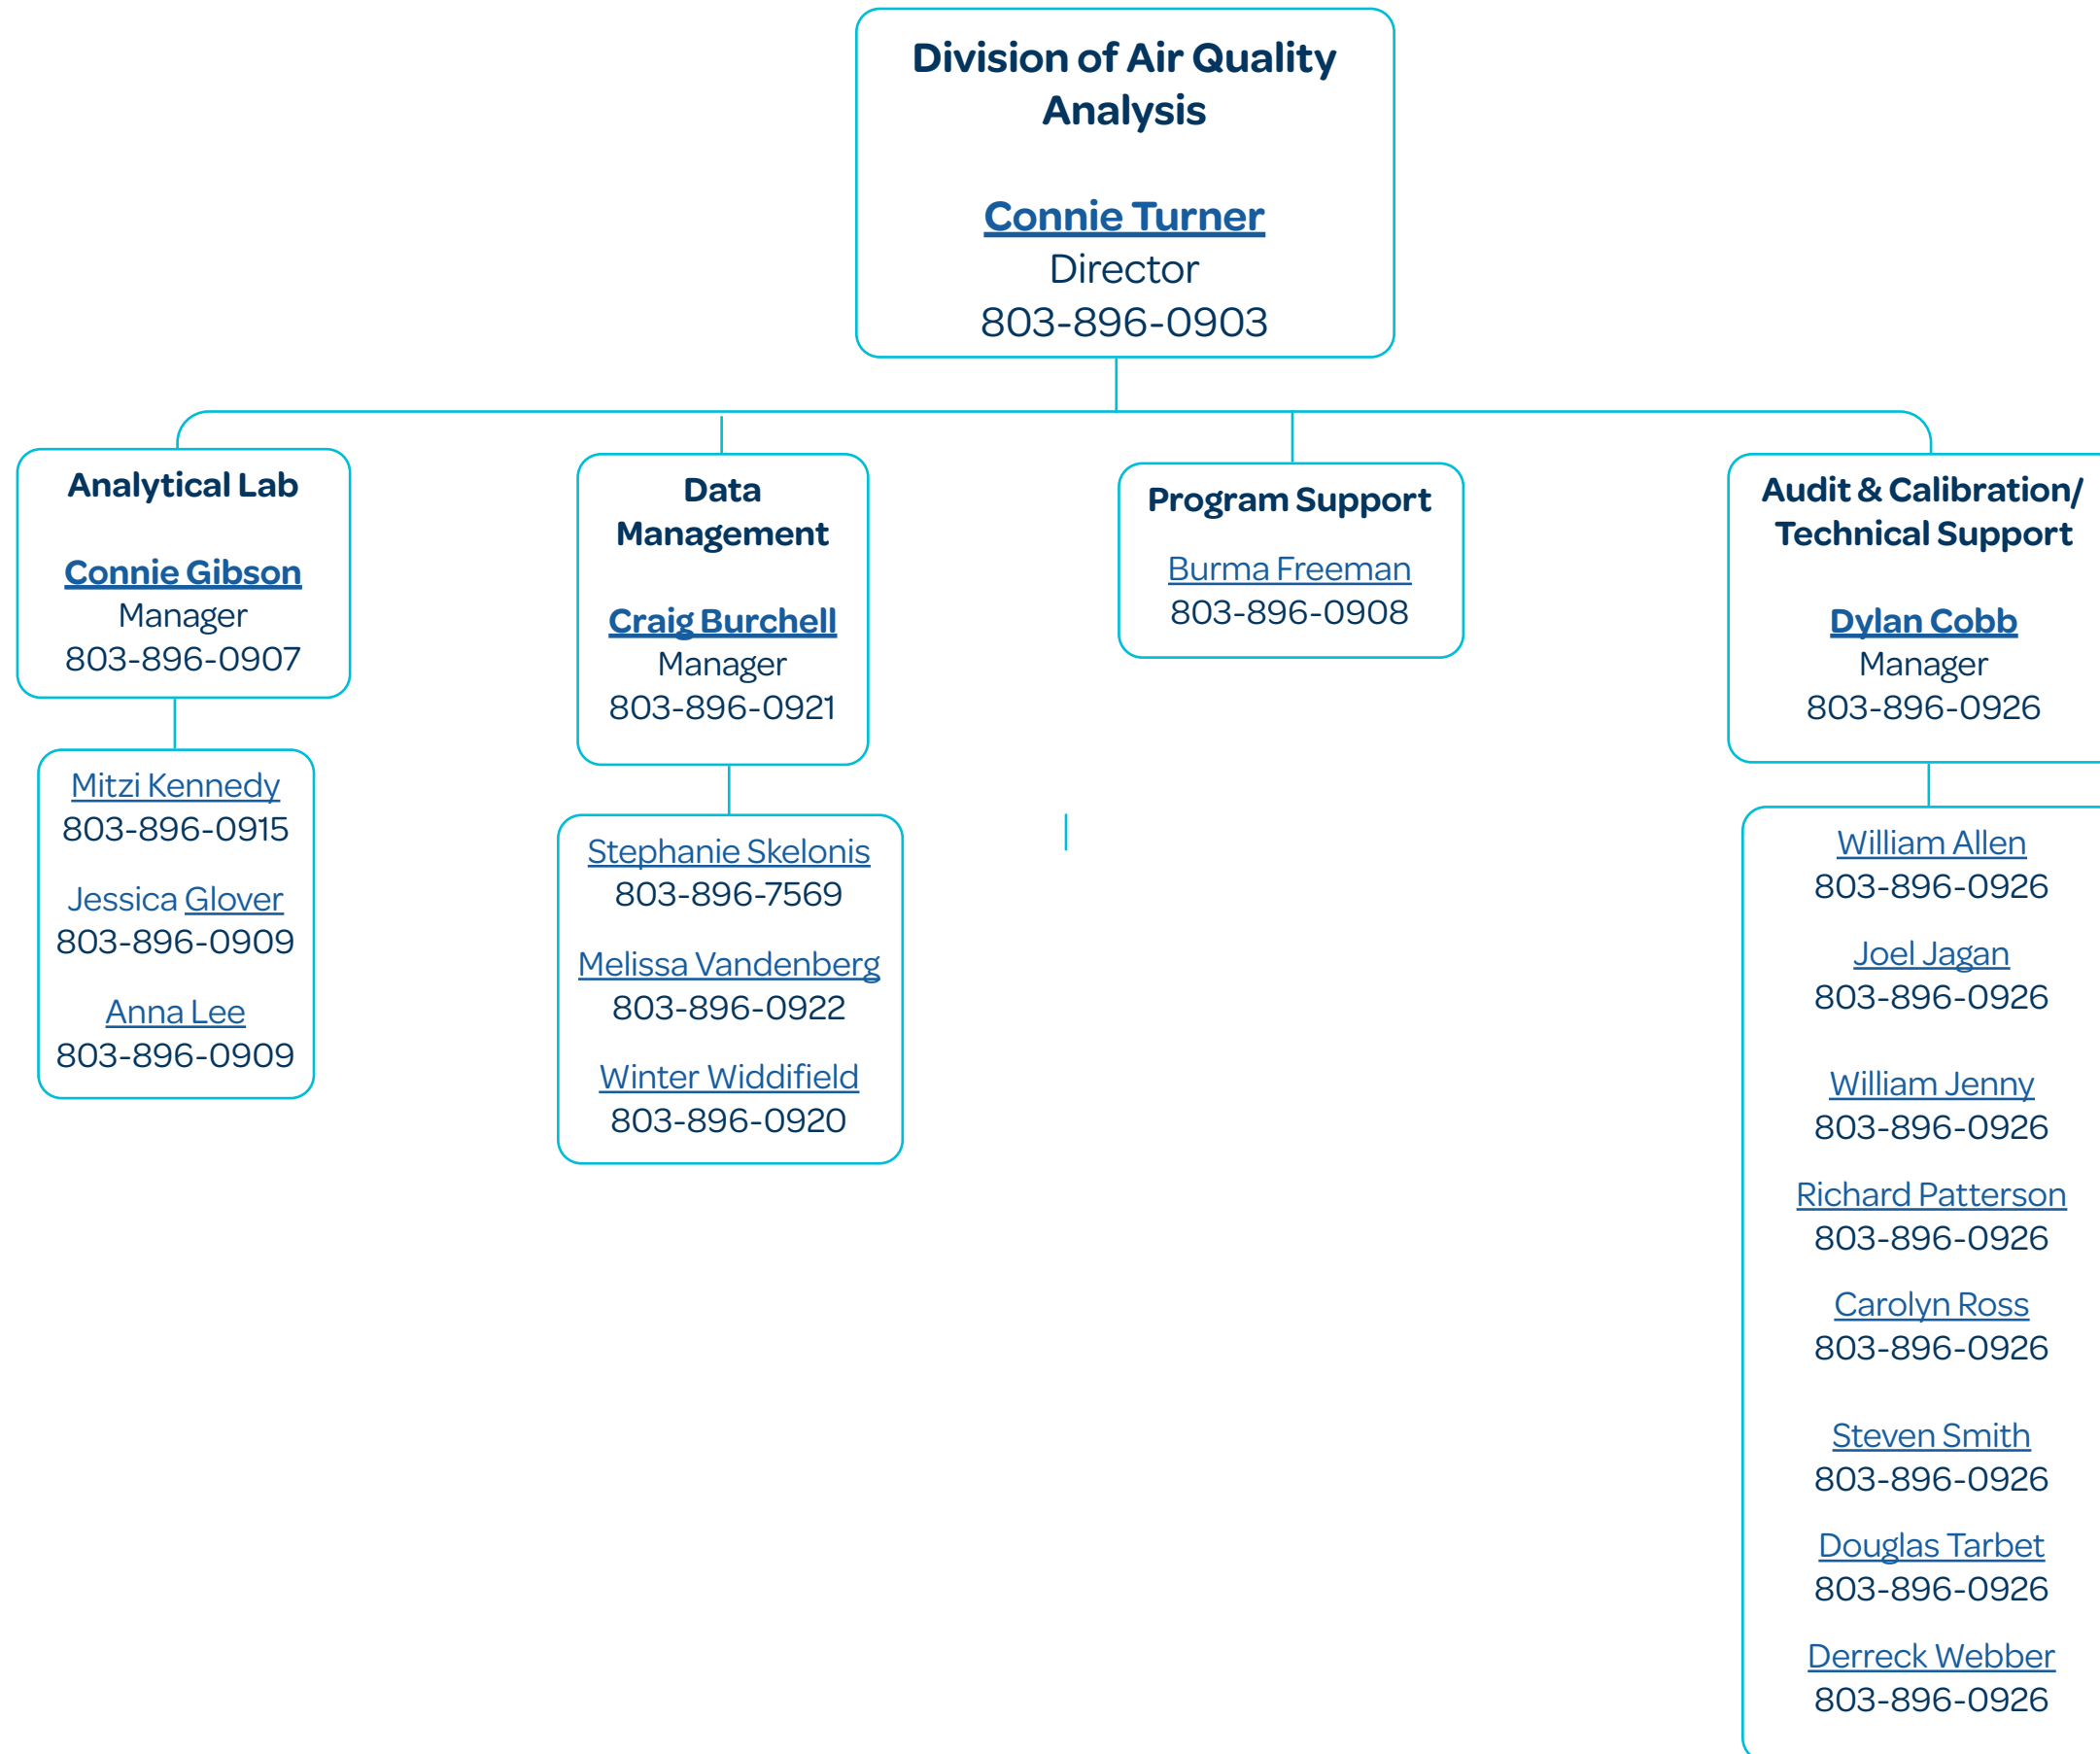 Division of Air Quality
Analysis
Connie Turner
Director
803-896-0903
Analytical Lab
Connie Gibson
Manager
803-896-0907
Mitzi Kennedy
803-896-0915
Jessica Glover
803-896-0909
Anna Lee
803-896-0909
Data
Management
Craig Burchell
Manager
803-896-0921
Stephanie Skelonis
803-896-7569
Melissa Vandenberg
803-896-0922
Winter Widdifield
803-896-0920
Program Support
Burma Freeman
803-896-0908
Audit & Calibration/
Technical Support
Dylan Cobb
Manager
803-896-0926
William Allen
803-896-0926
Joel Jagan
803-896-0926
William Jenny
803-896-0926
Richard Patterson
803-896-0926
Carolyn Ross
803-896-0926
Steven Smith
803-896-0926
Douglas Tarbet
803-896-0926
Derreck Webber
803-896-0926